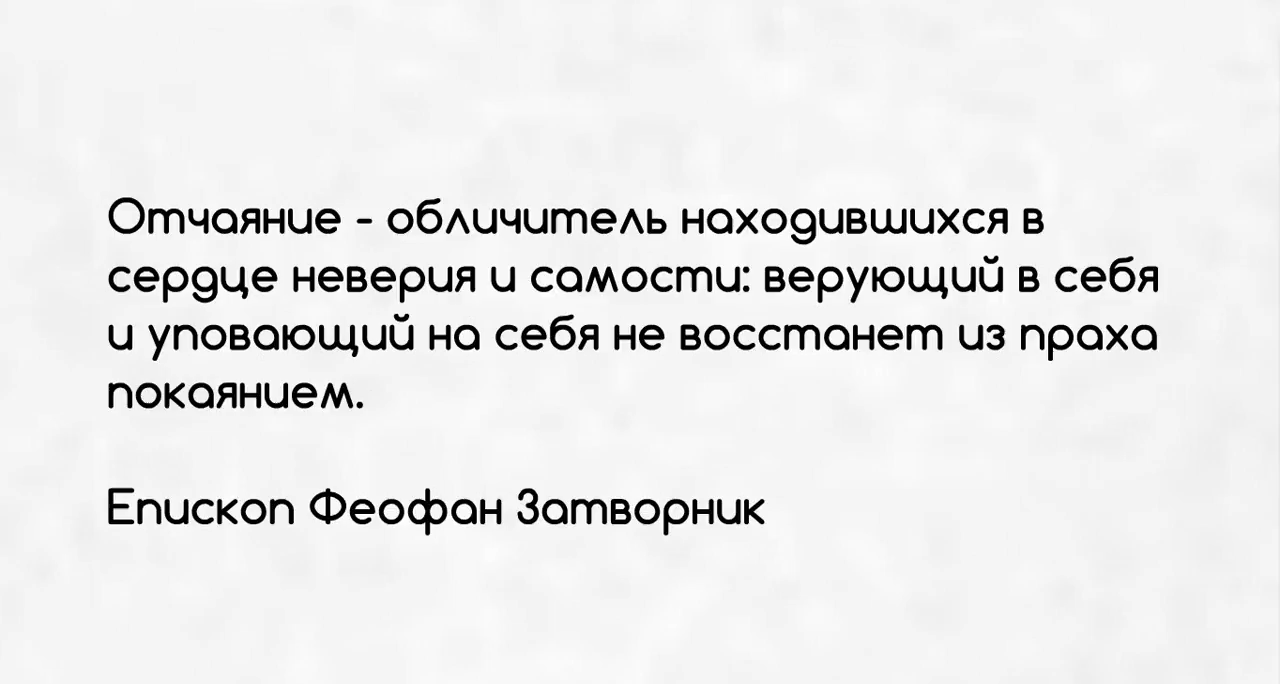 Отчаяние - обличитель находившихся в
сердце неверия и самости: верующий в себя
и уповающий на себя не восстанет из праха
покаянием.
Епископ Феофан Затворник